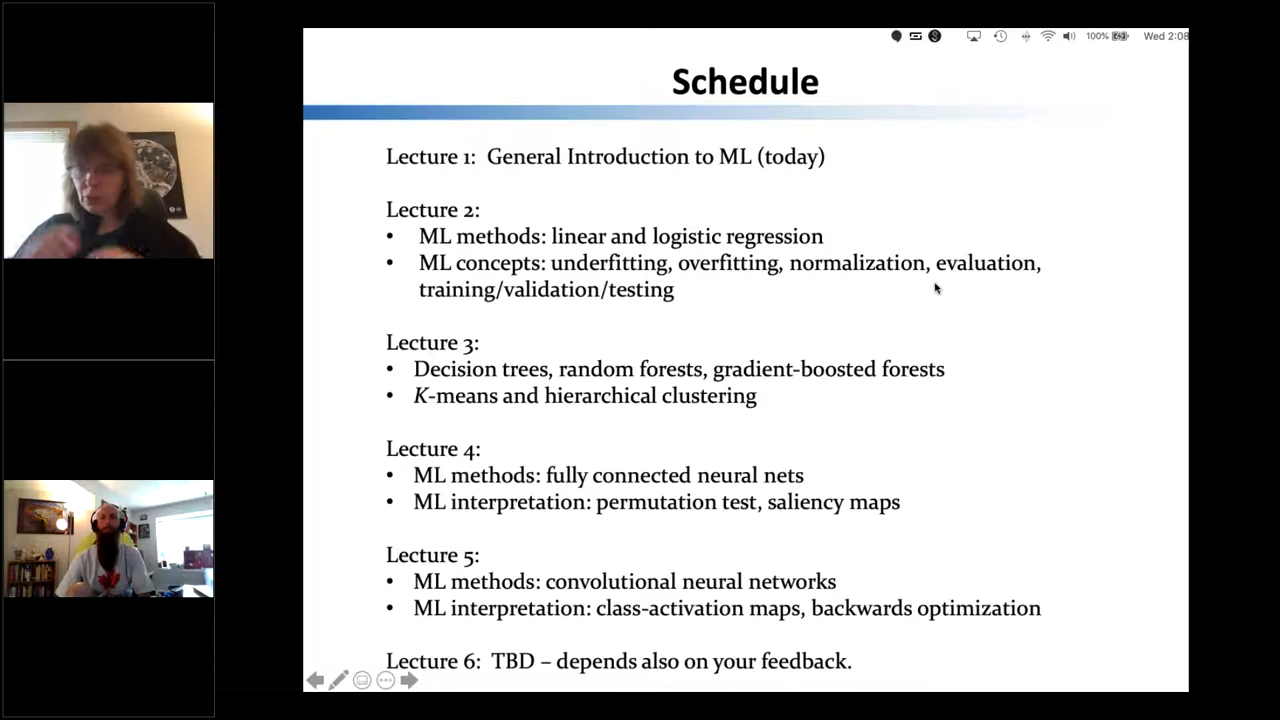 100% Wed 2:08
Schedule
Lecture 1: General Introduction to ML (today)
Lecture 2:
• ML methods: linear and logistic regression
• ML concepts: underfitting, overfitting, normalization, evaluation,
training/validation/testing
Lecture 3:
• Decision trees, random forests, gradient-boosted forests
• K-means and hierarchical clustering
Lecture 4:
• ML methods: fully connected neural nets
• ML interpretation: permutation test, saliency maps
Lecture 5:
• ML methods: convolutional neural networks
• ML interpretation: class-activation maps, backwards optimization
Lecture 6: TBD – depends also on your feedback.